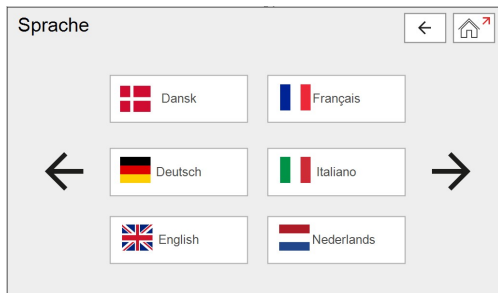 Sprache
Dansk
Français
Deutsch
Italiano
English
Nederlands